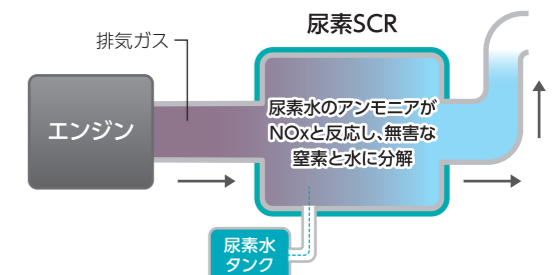 尿素SCR
排気ガス
エンジン
尿素水のアンモニアが
NOxと反応し、無害な
窒素と水に分解
尿素水
タンク